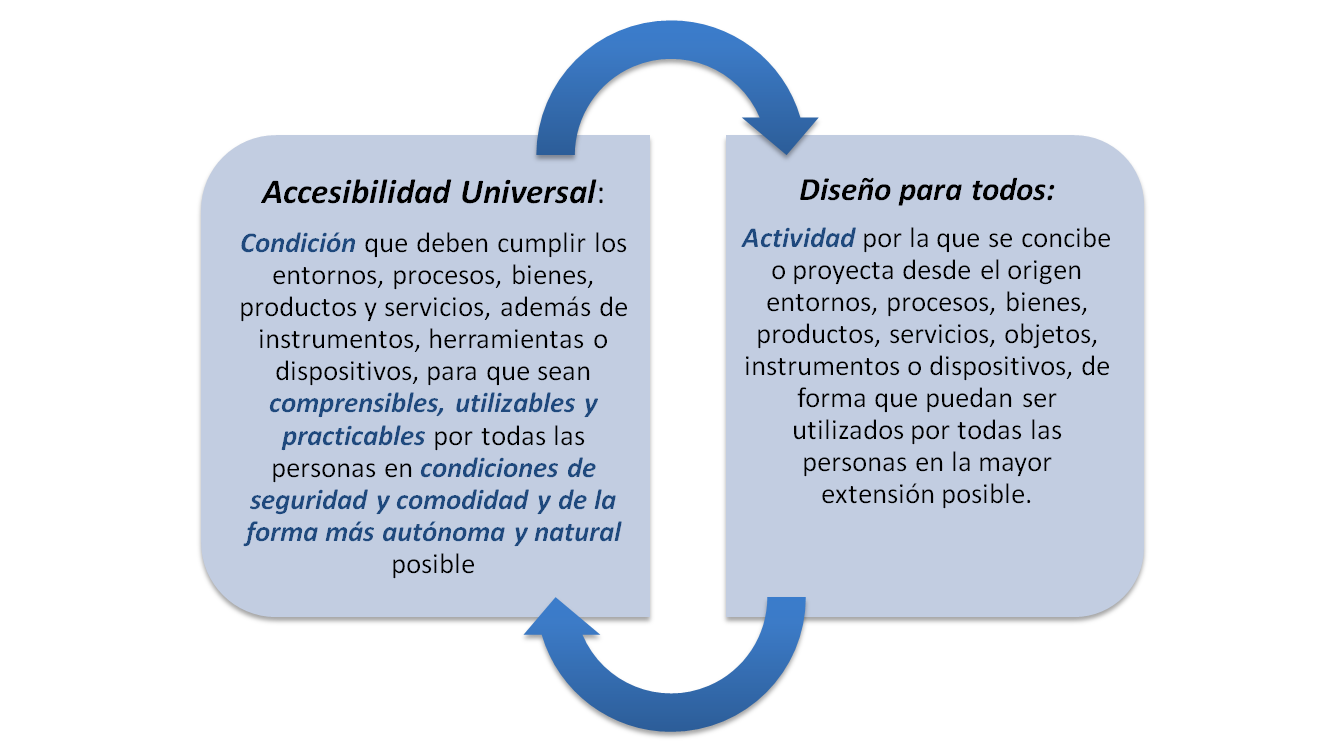 Accesibilidad Universal:
Condición que deben cumplir los
entornos, procesos, bienes,
productos y servicios, además de
instrumentos, herramientas o
dispositivos, para que sean
comprensibles, utilizables y
practicables por todas las
personas en condiciones de
seguridad y comodidad y de la
forma más autónoma y natural
posible
Diseño para todos:
Actividad por la que se concibe
o proyecta desde el origen
entornos, procesos, bienes,
productos, servicios, objetos,
instrumentos o dispositivos, de
forma que puedan ser
utilizados por todas las
personas en la mayor
extensión posible.